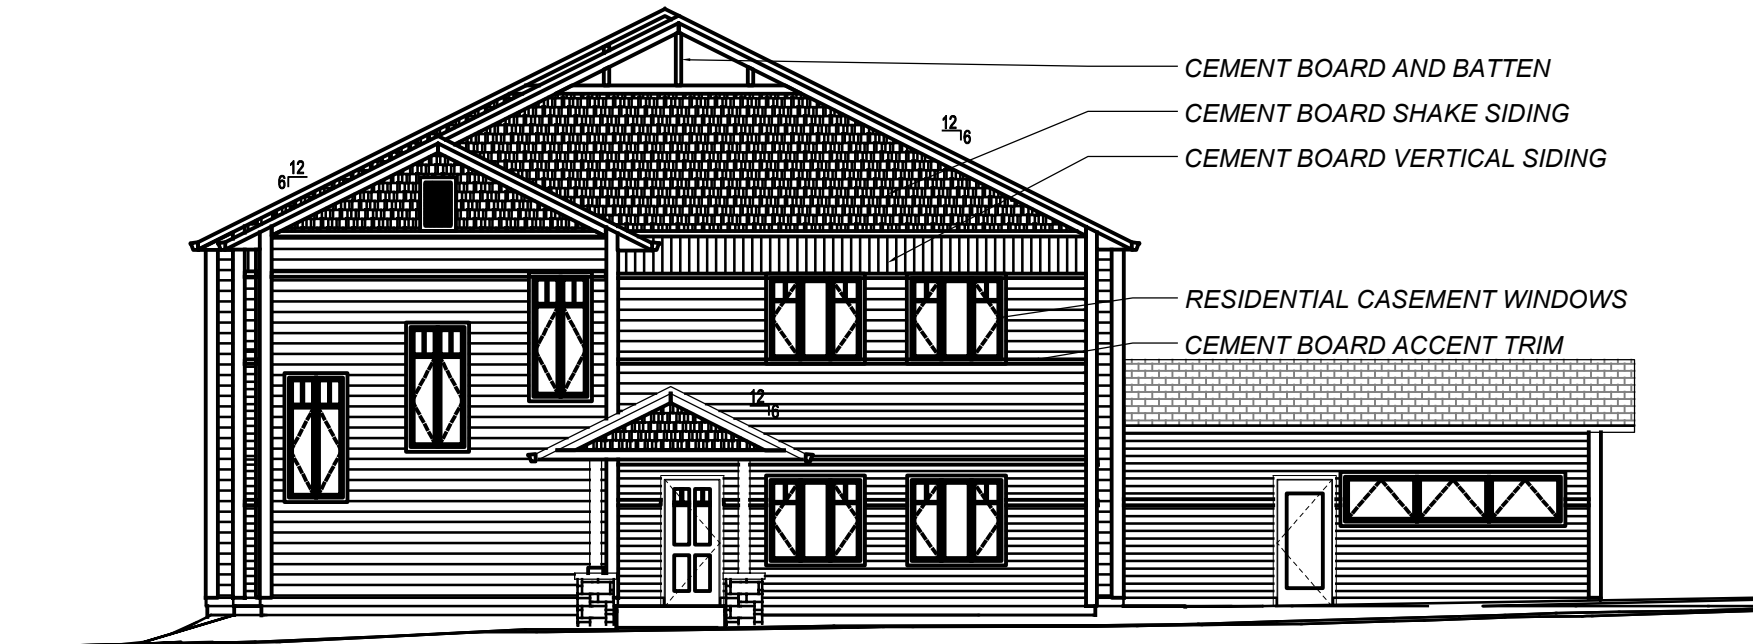 CEMENT BOARD AND BATTEN
CEMENT BOARD SHAKE SIDING
12
6
CEMENT BOARD VERTICAL SIDING
12
6
RESIDENTIAL CASEMENT WINDOWS
CEMENT BOARD ACCENT TRIM
12
6